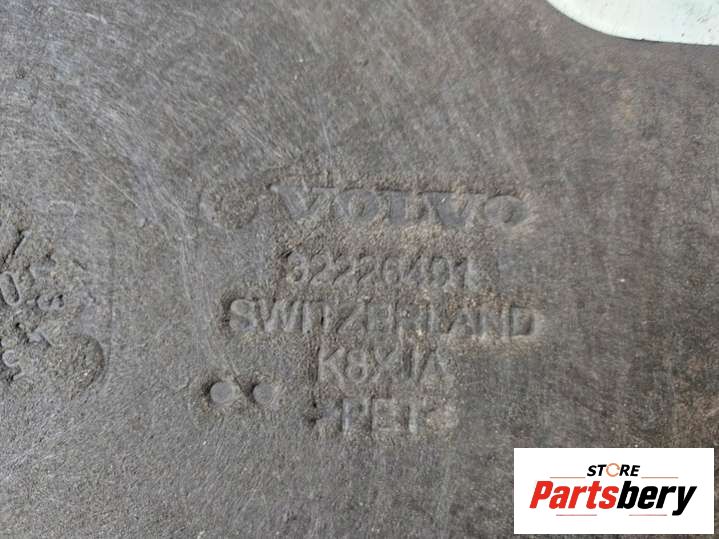 VOLVO
32226401
SWITZERLAND
K8XJA
>PET<
STORE
Partsbery